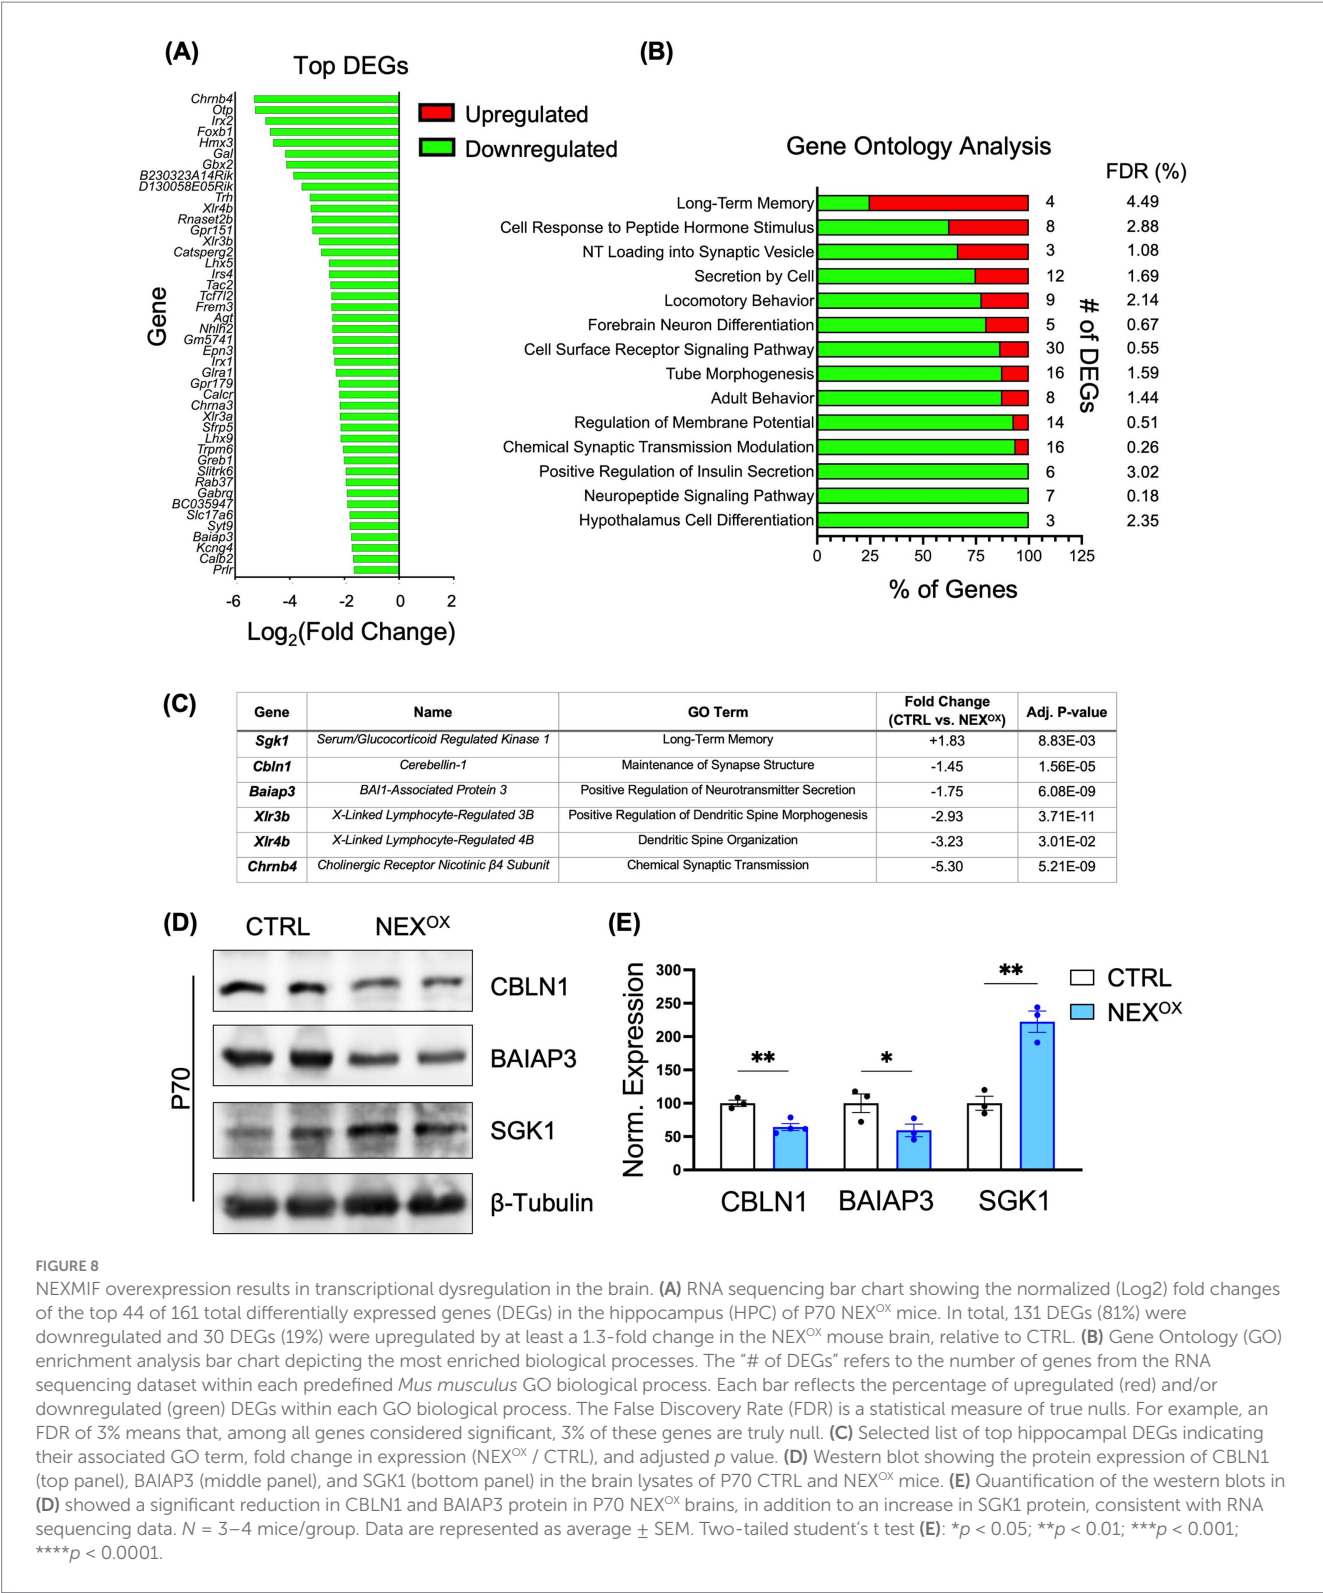 (A)
Top DEGs
Chrnb4
Otp
Irx2
Foxb1
Hmx3
Gal
Gbx2
B230323A14Rik
D130058E05Rik
Trh
Xlr4b
Rnaset2b
Gpr151
Xlr3b
Catsperg2
Lhx5
Irs4
Tac2
Tcf7l2
Frem3
Agt
Nhlh2
Gm5741
Epn3
Irx1
Glra1
Gpr179
Calcr
Chrna3
Xlr3a
Sfrp5
Lhx9
Trpm6
Greb1
Slitrk6
Rab37
Gabrq
BC035947
Slc17a6
Syt9
Baiap3
Kcng4
Calb2
Prlr
Gene
-6 -4 -2 0 2
Log2(Fold Change)
Upregulated
Downregulated
(B)
Gene Ontology Analysis
FDR (%)
Long-Term Memory 4 4.49
Cell Response to Peptide Hormone Stimulus 8 2.88
NT Loading into Synaptic Vesicle 3 1.08
Secretion by Cell 12 1.69
Locomotory Behavior 9 2.14
Forebrain Neuron Differentiation 5 0.67
Cell Surface Receptor Signaling Pathway 30 0.55
Tube Morphogenesis 16 1.59
Adult Behavior 8 1.44
Regulation of Membrane Potential 14 0.51
Chemical Synaptic Transmission Modulation 16 0.26
Positive Regulation of Insulin Secretion 6 3.02
Neuropeptide Signaling Pathway 7 0.18
Hypothalamus Cell Differentiation 3 2.35
# of DEGs
0 25 50 75 100 125
% of Genes
(C)
Gene Name GO Term Fold Change (CTRL vs. NEXOX) Adj. P-value
Sgk1 Serum/Glucocorticoid Regulated Kinase 1 Long-Term Memory +1.83 8.83E-03
Cbln1 Cerebellin-1 Maintenance of Synapse Structure -1.45 1.56E-05
Baiap3 BAI1-Associated Protein 3 Positive Regulation of Neurotransmitter Secretion -1.75 6.08E-09
Xlr3b X-Linked Lymphocyte-Regulated 3B Positive Regulation of Dendritic Spine Morphogenesis -2.93 3.71E-11
Xlr4b X-Linked Lymphocyte-Regulated 4B Dendritic Spine Organization -3.23 3.01E-02
Chrnb4 Cholinergic Receptor Nicotinic β4 Subunit Chemical Synaptic Transmission -5.30 5.21E-09
(D)
CTRL NEXOX
P70
CBLN1
BAIAP3
SGK1
β-Tubulin
(E)
Norm. Expression
300
250
200
150
100
50
0
** * **
CBLN1 BAIAP3 SGK1
CTRL
NEXOX
FIGURE 8
NEXMIF overexpression results in transcriptional dysregulation in the brain. (A) RNA sequencing bar chart showing the normalized (Log2) fold changes
of the top 44 of 161 total differentially expressed genes (DEGs) in the hippocampus (HPC) of P70 NEXOX mice. In total, 131 DEGs (81%) were
downregulated and 30 DEGs (19%) were upregulated by at least a 1.3-fold change in the NEXOX mouse brain, relative to CTRL. (B) Gene Ontology (GO)
enrichment analysis bar chart depicting the most enriched biological processes. The "# of DEGs" refers to the number of genes from the RNA
sequencing dataset within each predefined Mus musculus GO biological process. Each bar reflects the percentage of upregulated (red) and/or
downregulated (green) DEGs within each GO biological process. The False Discovery Rate (FDR) is a statistical measure of true nulls. For example, an
FDR of 3% means that, among all genes considered significant, 3% of these genes are truly null. (C) Selected list of top hippocampal DEGs indicating
their associated GO term, fold change in expression (NEXOX / CTRL), and adjusted p value. (D) Western blot showing the protein expression of CBLN1
(top panel), BAIAP3 (middle panel), and SGK1 (bottom panel) in the brain lysates of P70 CTRL and NEXOX mice. (E) Quantification of the western blots in
(D) showed a significant reduction in CBLN1 and BAIAP3 protein in P70 NEXOX brains, in addition to an increase in SGK1 protein, consistent with RNA
sequencing data. N = 3–4 mice/group. Data are represented as average ± SEM. Two-tailed student's t test (E): *p < 0.05; **p < 0.01; ***p < 0.001;
****p < 0.0001.